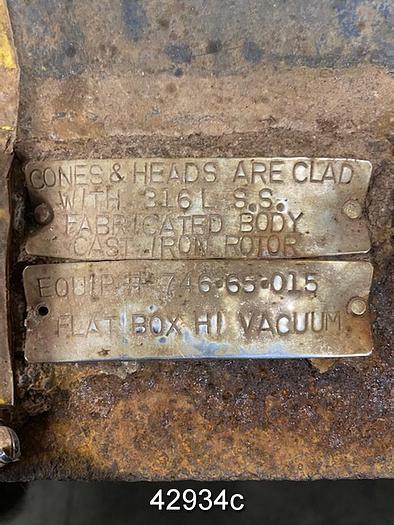 CONES & HEADS ARE CLAD
WITH 316 L S.S.
FABRICATED BODY
CAST IRON ROTOR
EQUIP # 746-65-015
FLAT BOX HI VACUUM
42934c